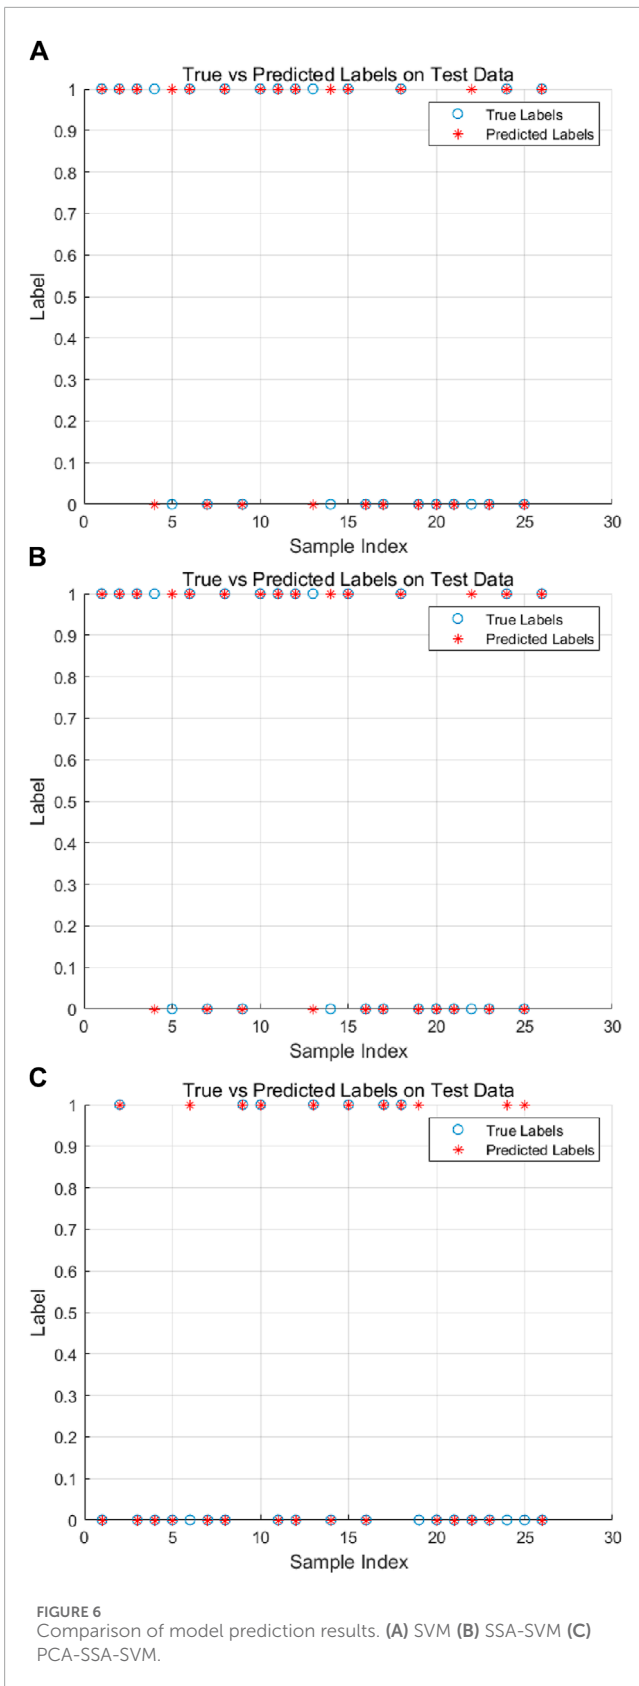 A
True vs Predicted Labels on Test Data
1
0.9
0.8
0.7
0.6
0.5
0.4
0.3
0.2
0.1
0
Label
True Labels
Predicted Labels
0 5 10 15 20 25 30
Sample Index
B
True vs Predicted Labels on Test Data
1
0.9
0.8
0.7
0.6
0.5
0.4
0.3
0.2
0.1
0
Label
True Labels
Predicted Labels
0 5 10 15 20 25 30
Sample Index
C
True vs Predicted Labels on Test Data
1
0.9
0.8
0.7
0.6
0.5
0.4
0.3
0.2
0.1
0
Label
True Labels
Predicted Labels
0 5 10 15 20 25 30
Sample Index
FIGURE 6
Comparison of model prediction results. (A) SVM (B) SSA-SVM (C)
PCA-SSA-SVM.